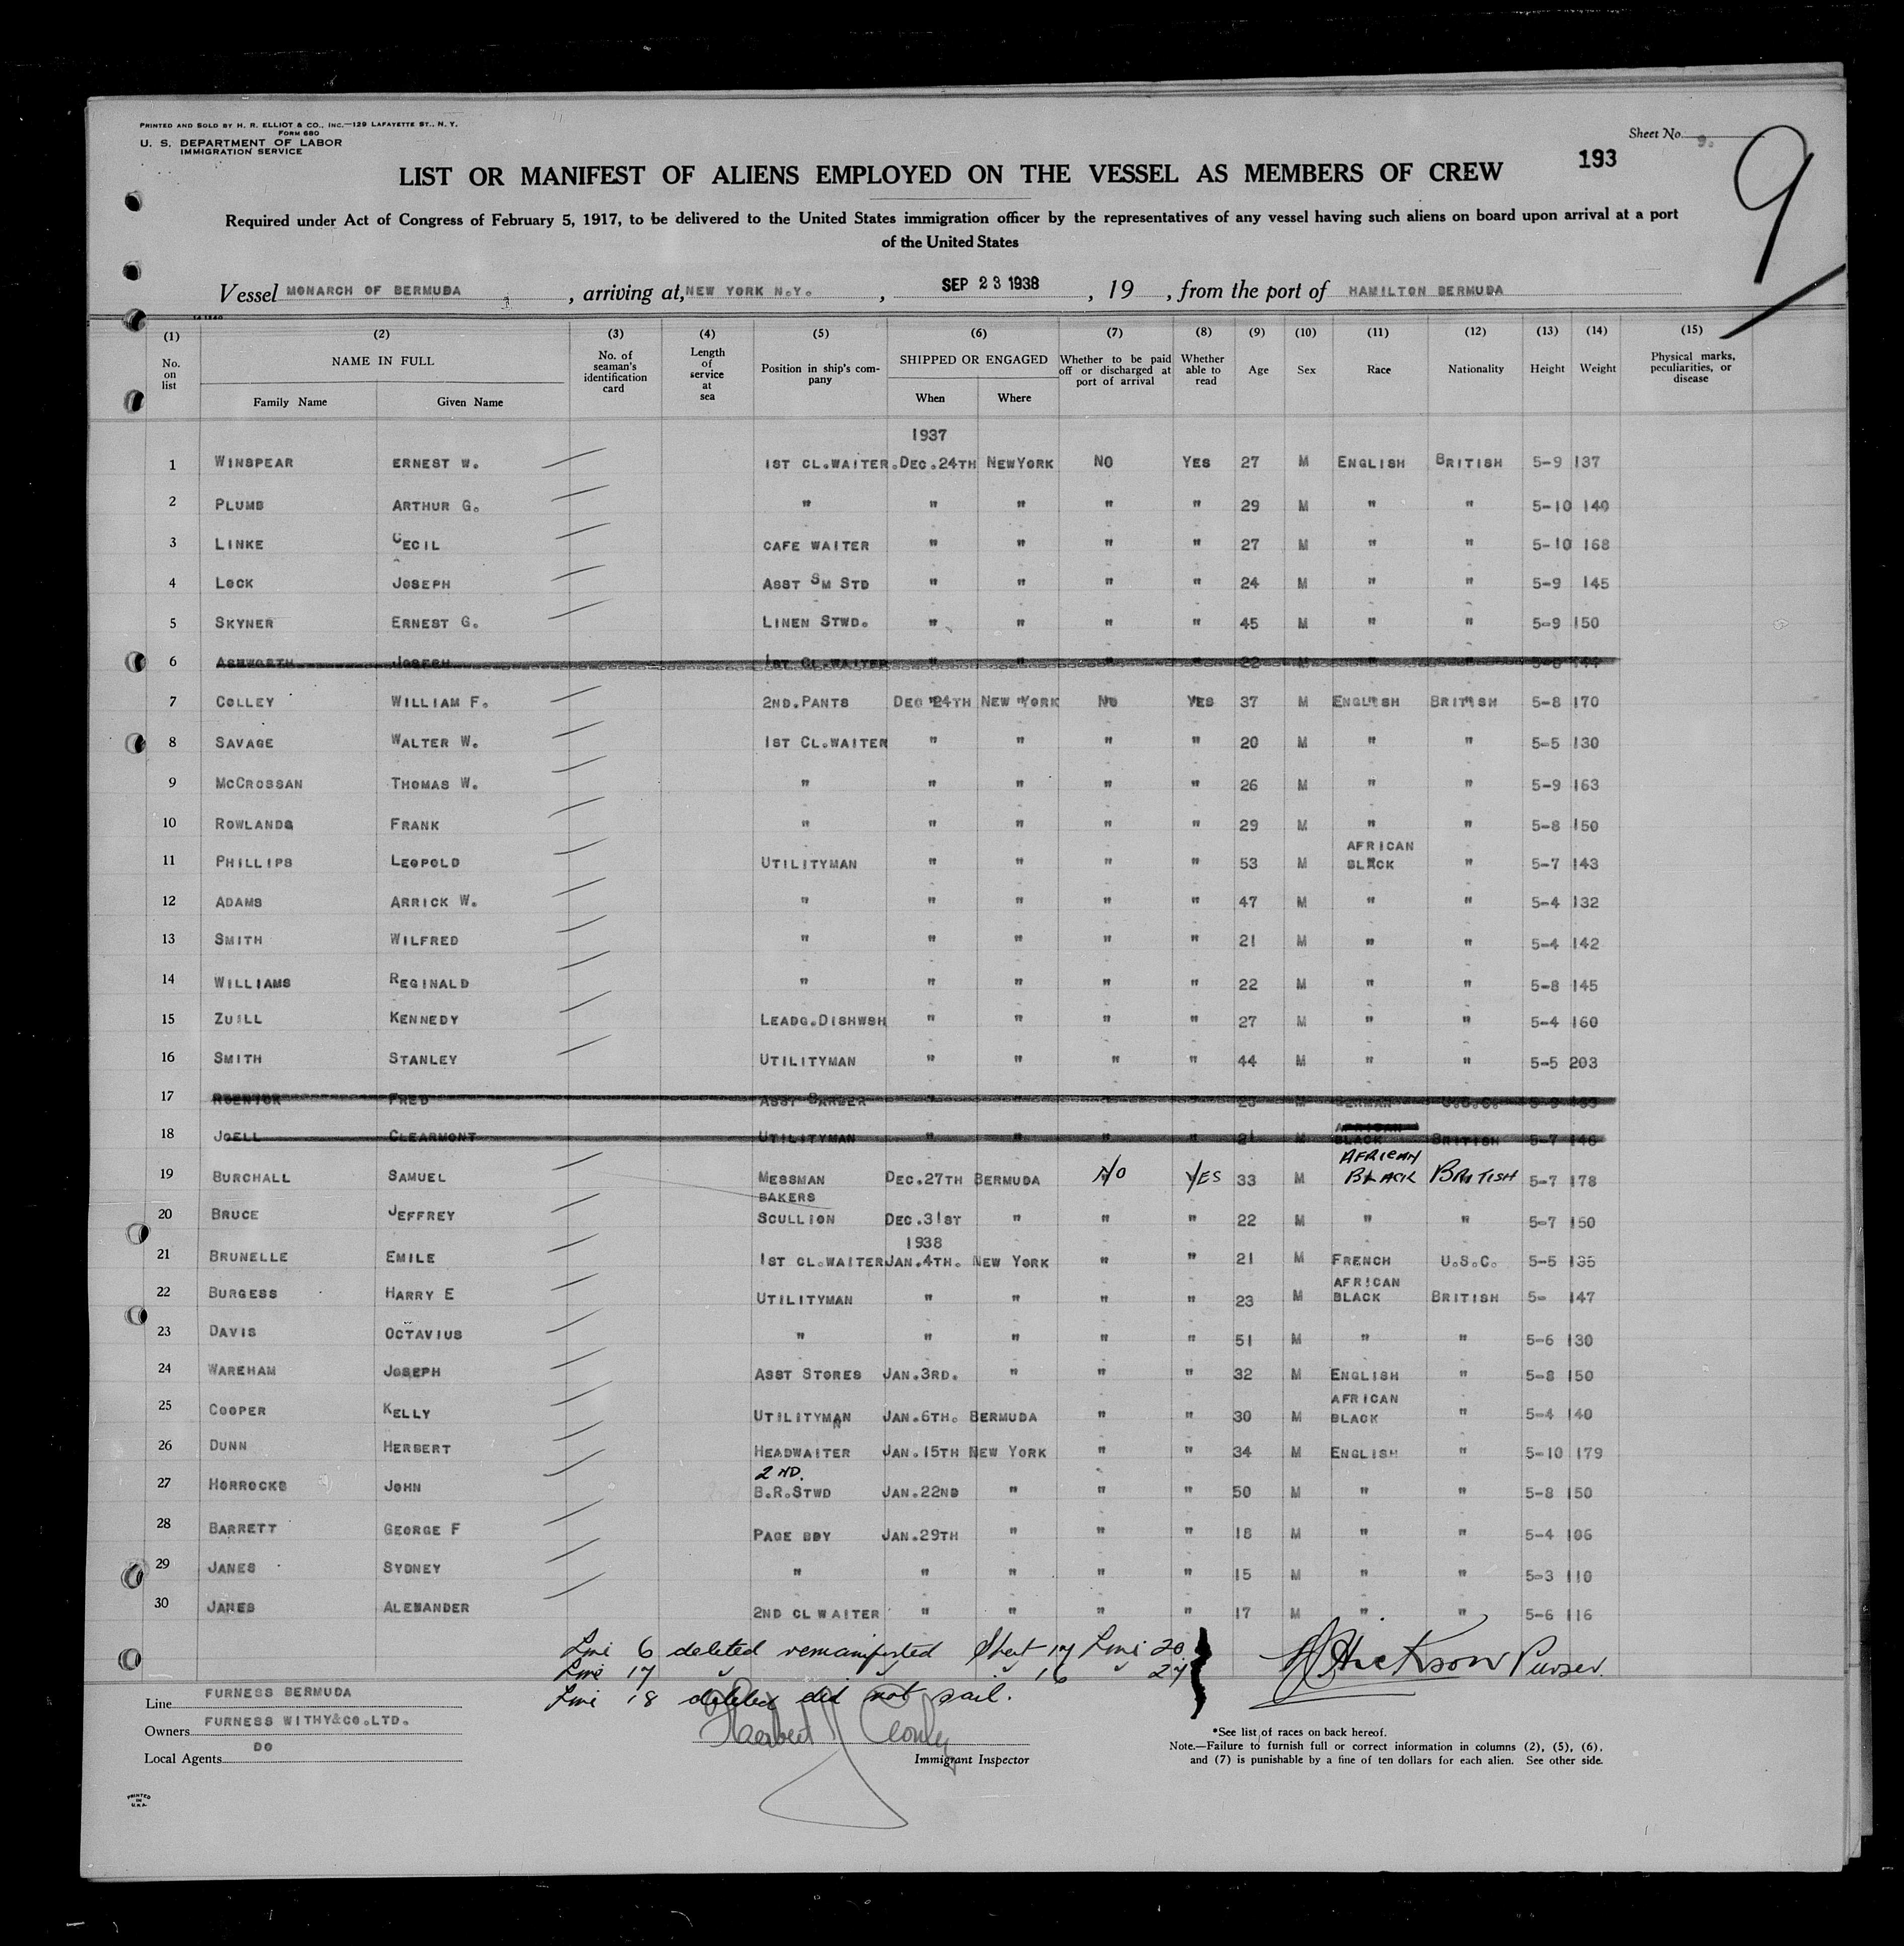 PRINTED AND SOLD BY H. R. ELLIOT & CO., INC.—129 LAFAYETTE ST., N. Y.
FORM 680
U. S. DEPARTMENT OF LABOR
IMMIGRATION SERVICE
Sheet No. 9.
193
9
LIST OR MANIFEST OF ALIENS EMPLOYED ON THE VESSEL AS MEMBERS OF CREW
Required under Act of Congress of February 5, 1917, to be delivered to the United States immigration officer by the representatives of any vessel having such aliens on board upon arrival at a port
of the United States
Vessel MONARCH OF BERMUDA, arriving at, NEW YORK N.Y., SEP 23 1938, 19 , from the port of HAMILTON BERMUDA
(1) (2) (3) (4) (5) (6) (7) (8) (9) (10) (11) (12) (13) (14) (15)
No. on list NAME IN FULL Family Name Given Name No. of seaman's identification card Length of service at sea Position in ship's company SHIPPED OR ENGAGED When Where Whether to be paid off or discharged at port of arrival Whether able to read Age Sex Race Nationality Height Weight Physical marks, peculiarities, or disease
1937
1 WINSPEAR ERNEST W. 1ST CL.WAITER. DEC.24TH NEWYORK NO YES 27 M ENGLISH BRITISH 5-9 137
2 PLUMB ARTHUR G. " " " " " 29 M " " 5-10 140
3 LINKE CECIL CAFE WAITER " " " " 27 M " " 5-10 168
4 LOCK JOSEPH ASST SM STD " " " " 24 M " " 5-9 145
5 SKYNER ERNEST G. LINEN STWD. " " " " 45 M " " 5-9 150
6 ASHWORTH JOSEPH 1ST CL.WAITER " " " " 22 M " "
7 COLLEY WILLIAM F. 2ND.PANTS DEC 24TH NEW YORK NO YES 37 M ENGLISH BRITISH 5-8 170
8 SAVAGE WALTER W. 1ST CL.WAITER " " " " 20 M " " 5-5 130
9 MCCROSSAN THOMAS W. " " " " " 26 M " " 5-9 163
10 ROWLANDS FRANK " " " " " 29 M " " 5-8 150
AFRICAN
11 PHILLIPS LEOPOLD UTILITYMAN " " " " 53 M BLACK " 5-7 143
12 ADAMS ARRICK W. " " " " " 47 M " " 5-4 132
13 SMITH WILFRED " " " " " 21 M " " 5-4 142
14 WILLIAMS REGINALD " " " " " 22 M " " 5-8 145
15 ZUILL KENNEDY LEADG.DISHWSH " " " " 27 M " " 5-4 160
16 SMITH STANLEY UTILITYMAN " " " " 44 M " " 5-5 203
17 FRED ASST BARBER " " " " 23 M GERMAN U.S.C. 5-9
AFRICAN
18 JOELL CLEARMONT UTILITYMAN " " " " 21 M BLACK BRITISH 5-7 146
AFRICAN
19 BURCHALL SAMUEL MESSMAN DEC.27TH BERMUDA NO YES 33 M BLACK BRITISH 5-7 178
BAKERS
20 BRUCE JEFFREY SCULLION DEC.31ST " " " 22 M " " 5-7 150
1938
21 BRUNELLE EMILE 1ST CL.WAITER JAN.4TH. NEW YORK " " 21 M FRENCH U.S.C. 5-5 135
AFRICAN
22 BURGESS HARRY E UTILITYMAN " " " " 23 M BLACK BRITISH 5- 147
23 DAVIS OCTAVIUS " " " " " 51 M " " 5-6 130
24 WAREHAM JOSEPH ASST STORES JAN.3RD. " " " 32 M ENGLISH " 5-8 150
AFRICAN
25 COOPER KELLY UTILITYMAN JAN.6TH. BERMUDA " " 30 M BLACK " 5-4 140
26 DUNN HERBERT HEADWAITER JAN.15TH NEW YORK " " 34 M ENGLISH " 5-10 179
2ND.
27 HORROCKS JOHN B.R.STWD JAN.22ND " " " 50 M " " 5-8 150
28 BARRETT GEORGE F PAGE BOY JAN.29TH " " " 18 M " " 5-4 106
29 JANES SYDNEY " " " " " 15 M " " 5-3 110
30 JANES ALEXANDER 2ND CL WAITER " " " " 17 M " " 5-6 116
Line 6 deleted remanifested Sheet 17 Line 20
Line 17 " " " 16 " 27
Line 18 deleted did not sail.
Purser.
Line FURNESS BERMUDA
Owners FURNESS WITHY&CO.LTD.
Local Agents DO
Immigrant Inspector
*See list of races on back hereof.
Note.—Failure to furnish full or correct information in columns (2), (5), (6),
and (7) is punishable by a fine of ten dollars for each alien. See other side.
PRINTED
IN
U.S.A.